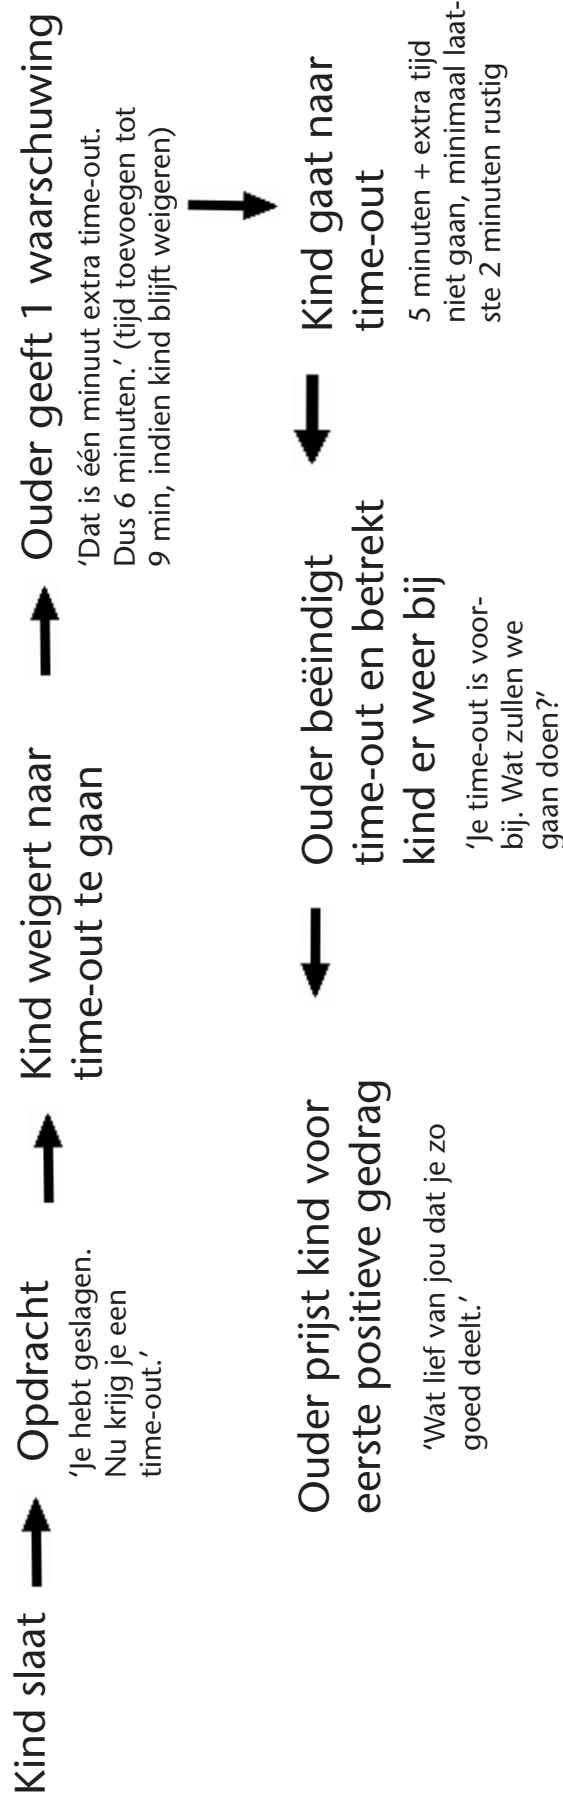 Kind slaat
Opdracht
‘Je hebt geslagen.
Nu krijg je een
time-out.’
Kind weigert naar
time-out te gaan
Ouder geeft 1 waarschuwing
‘Dat is één minuut extra time-out.
Dus 6 minuten.’ (tijd toevoegen tot
9 min, indien kind blijft weigeren)
Kind gaat naar
time-out
5 minuten + extra tijd
niet gaan, minimaal laat-
ste 2 minuten rustig
Ouder beëindigt
time-out en betrekt
kind er weer bij
‘Je time-out is voor-
bij. Wat zullen we
gaan doen?’
Ouder prijst kind voor
eerste positieve gedrag
‘Wat lief van jou dat je zo
goed deelt.’